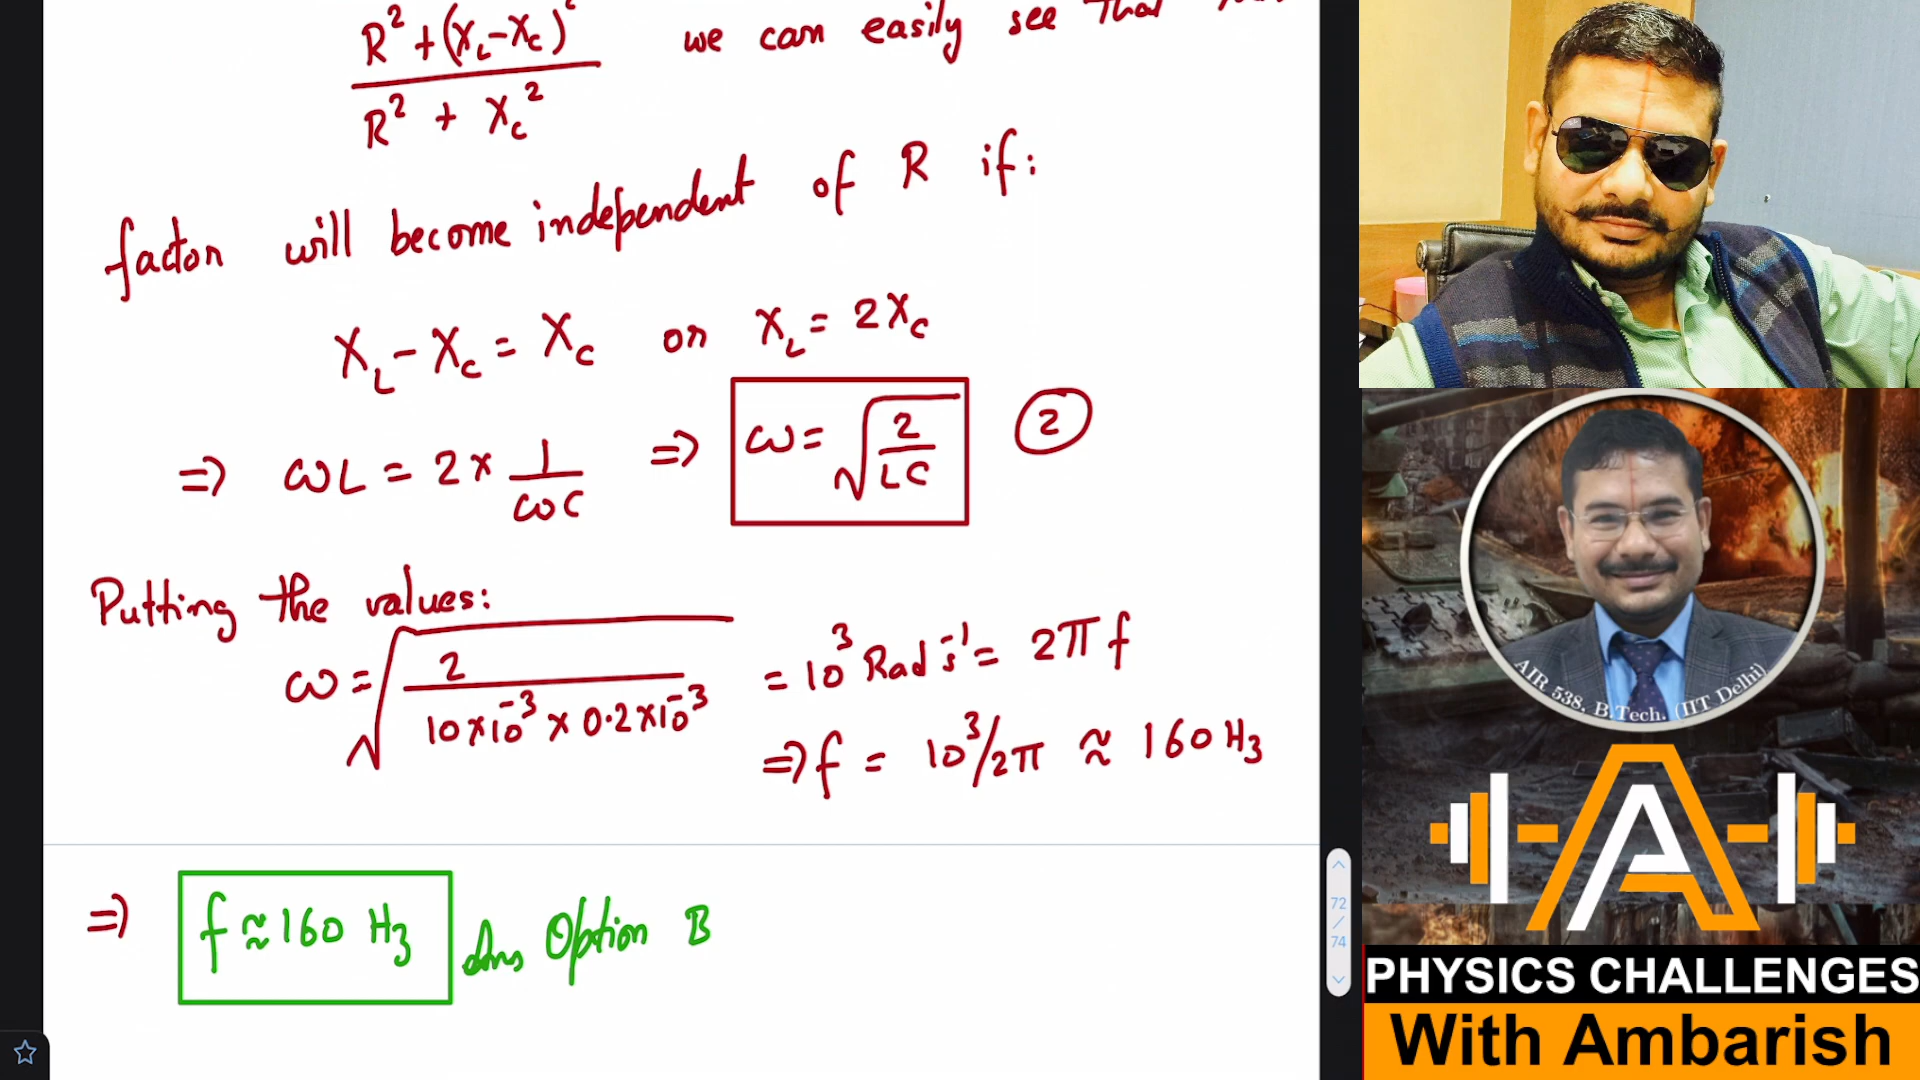 R² + (X_L - X_C)² we can easily see that
R² + X_C²
factor will become independent of R if:
X_L - X_C = X_C or X_L = 2X_C
⇒ ωL = 2 × 1/ωC ⇒ ω = √(2/LC) ②
Putting the values:
ω = √(2/(10×10⁻³ × 0.2×10⁻³)) = 10³ Rad s⁻¹ = 2πf
⇒ f = 10³/2π ≈ 160 Hz
⇒ f ≈ 160 Hz Ans Option B
72
/
74
AIR 538, B.Tech. (IIT Delhi)
A
PHYSICS CHALLENGES
With Ambarish